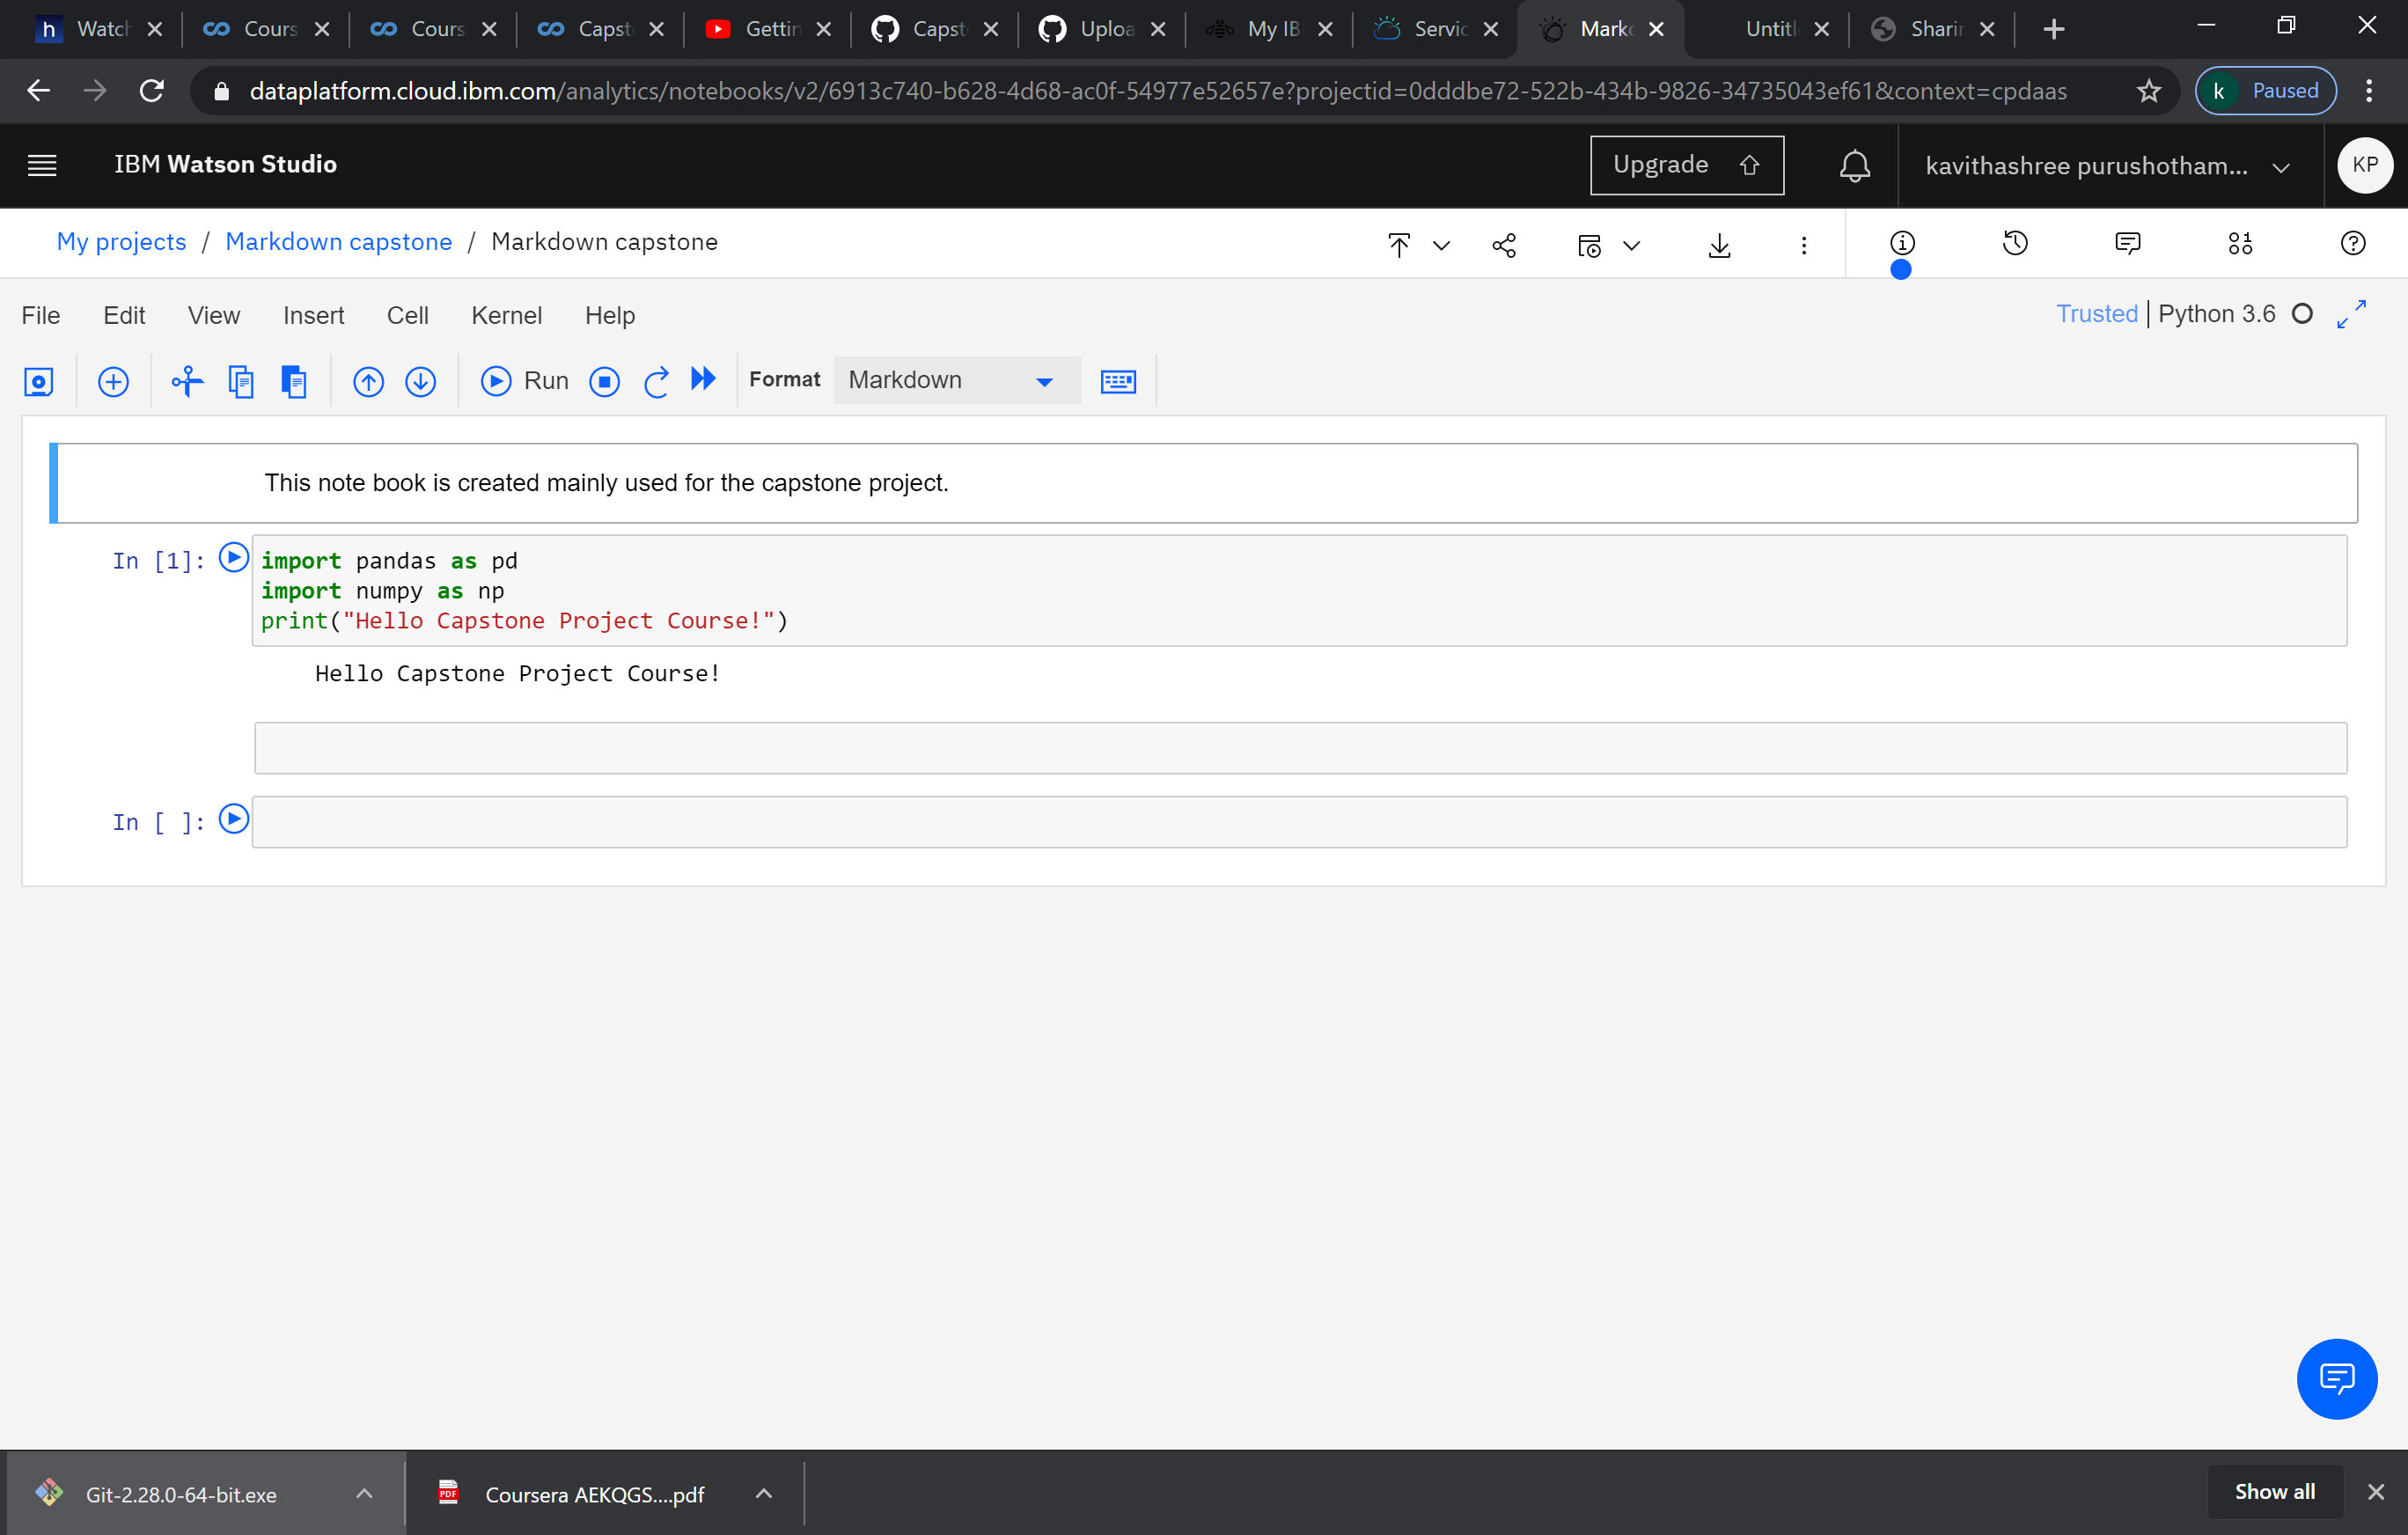 h Watch Cours Cours Capst Gettin Capst Uploa My IB Servic Mark Untitl Sharin
dataplatform.cloud.ibm.com/analytics/notebooks/v2/6913c740-b628-4d68-ac0f-54977e52657e?projectid=0dddbe72-522b-434b-9826-34735043ef61&context=cpdaas k Paused
IBM Watson Studio Upgrade kavithashree purushotham... KP
My projects / Markdown capstone / Markdown capstone
File Edit View Insert Cell Kernel Help Trusted | Python 3.6
Run Format Markdown
This note book is created mainly used for the capstone project.
In [1]: import pandas as pd
import numpy as np
print("Hello Capstone Project Course!")
Hello Capstone Project Course!
In [ ]:
Git-2.28.0-64-bit.exe PDF Coursera AEKQGS....pdf Show all